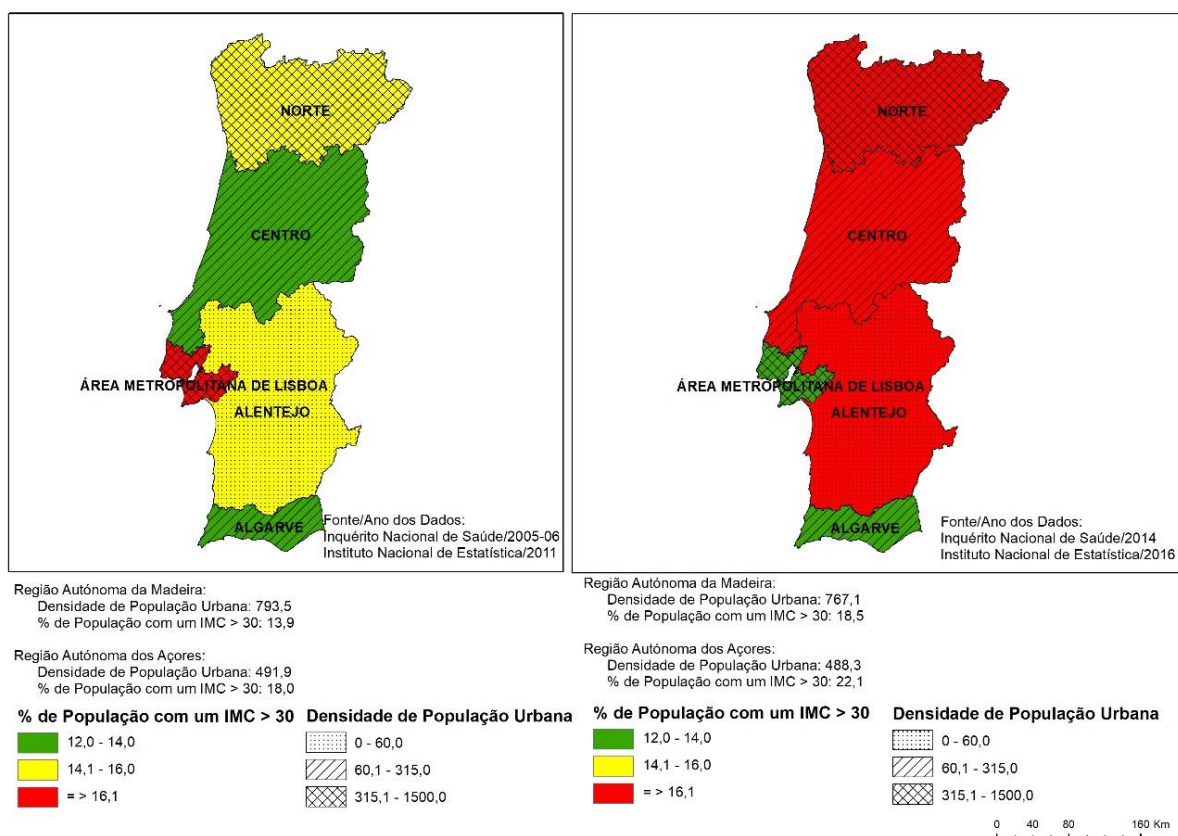 NORTE
CENTRO
ÁREA METROPOLITANA DE LISBOA
ALENTEJO
ALGARVE
Fonte/Ano dos Dados:
Inquérito Nacional de Saúde/2005-06
Instituto Nacional de Estatística/2011
Região Autónoma da Madeira:
Densidade de População Urbana: 793,5
% de População com um IMC > 30: 13,9
Região Autónoma dos Açores:
Densidade de População Urbana: 491,9
% de População com um IMC > 30: 18,0
% de População com um IMC > 30
12,0 - 14,0
14,1 - 16,0
= > 16,1
Densidade de População Urbana
0 - 60,0
60,1 - 315,0
315,1 - 1500,0
NORTE
CENTRO
ÁREA METROPOLITANA DE LISBOA
ALENTEJO
ALGARVE
Fonte/Ano dos Dados:
Inquérito Nacional de Saúde/2014
Instituto Nacional de Estatística/2016
Região Autónoma da Madeira:
Densidade de População Urbana: 767,1
% de População com um IMC > 30: 18,5
Região Autónoma dos Açores:
Densidade de População Urbana: 488,3
% de População com um IMC > 30: 22,1
% de População com um IMC > 30
12,0 - 14,0
14,1 - 16,0
= > 16,1
Densidade de População Urbana
0 - 60,0
60,1 - 315,0
315,1 - 1500,0
0 40 80 160 Km